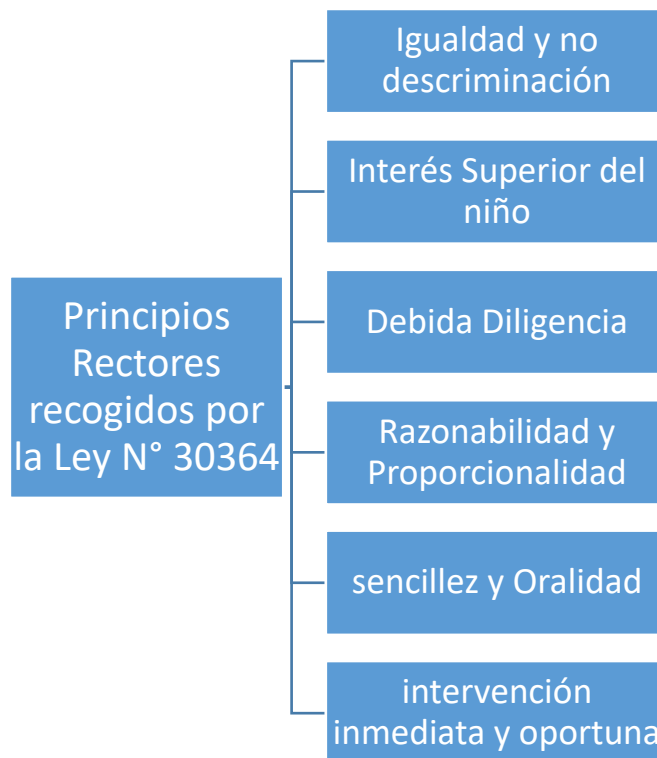 Igualdad y no
descriminación
Interés Superior del
niño
Debida Diligencia
Principios
Rectores
recogidos por
la Ley N° 30364
Razonabilidad y
Proporcionalidad
sencillez y Oralidad
intervención
inmediata y oportuna